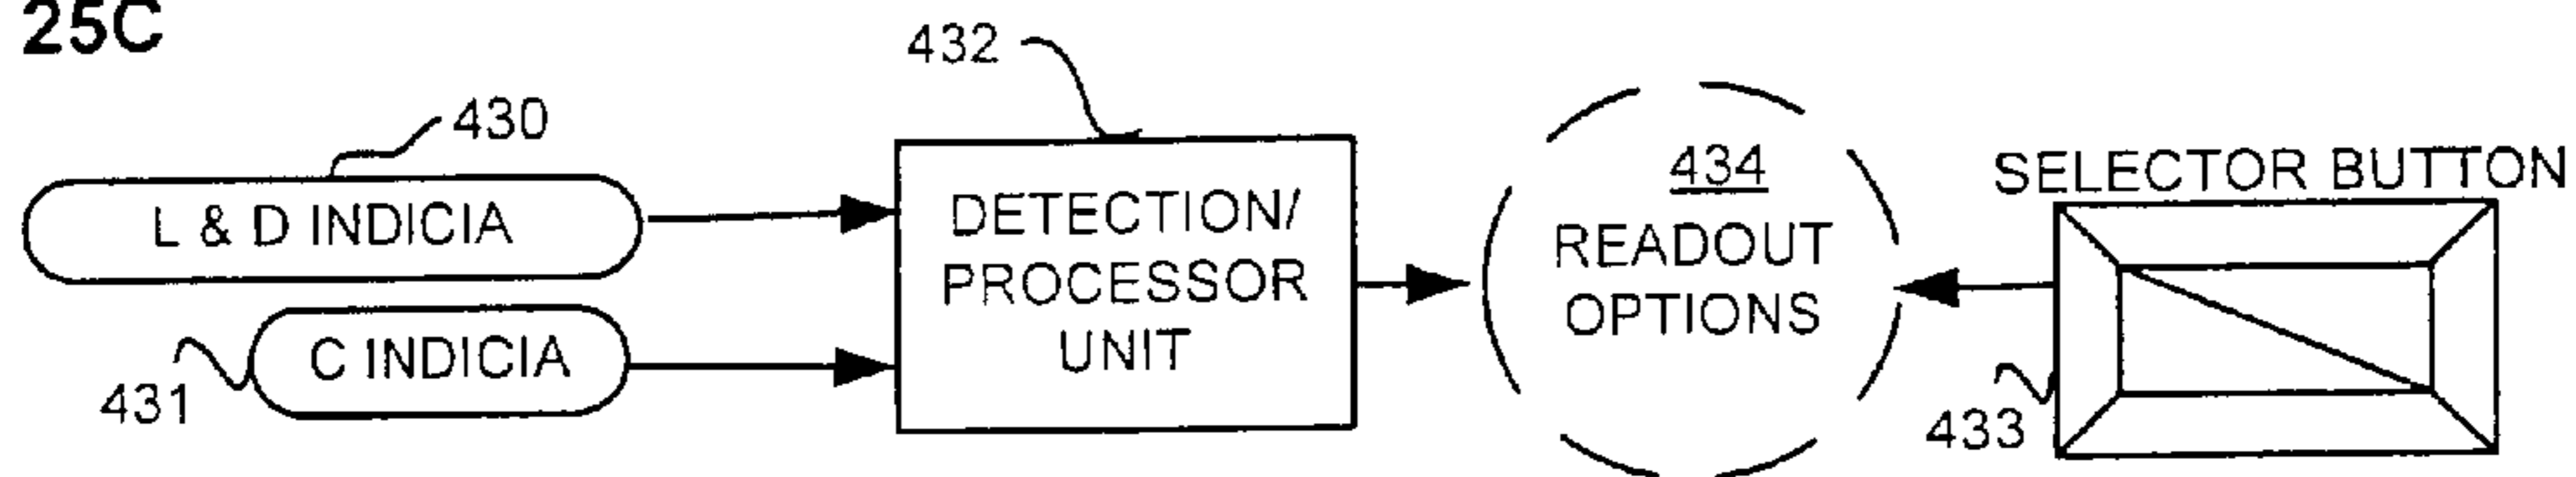 25C
432
430
L & D INDICIA
431
C INDICIA
DETECTION/
PROCESSOR
UNIT
434
READOUT
OPTIONS
SELECTOR BUTTON
433